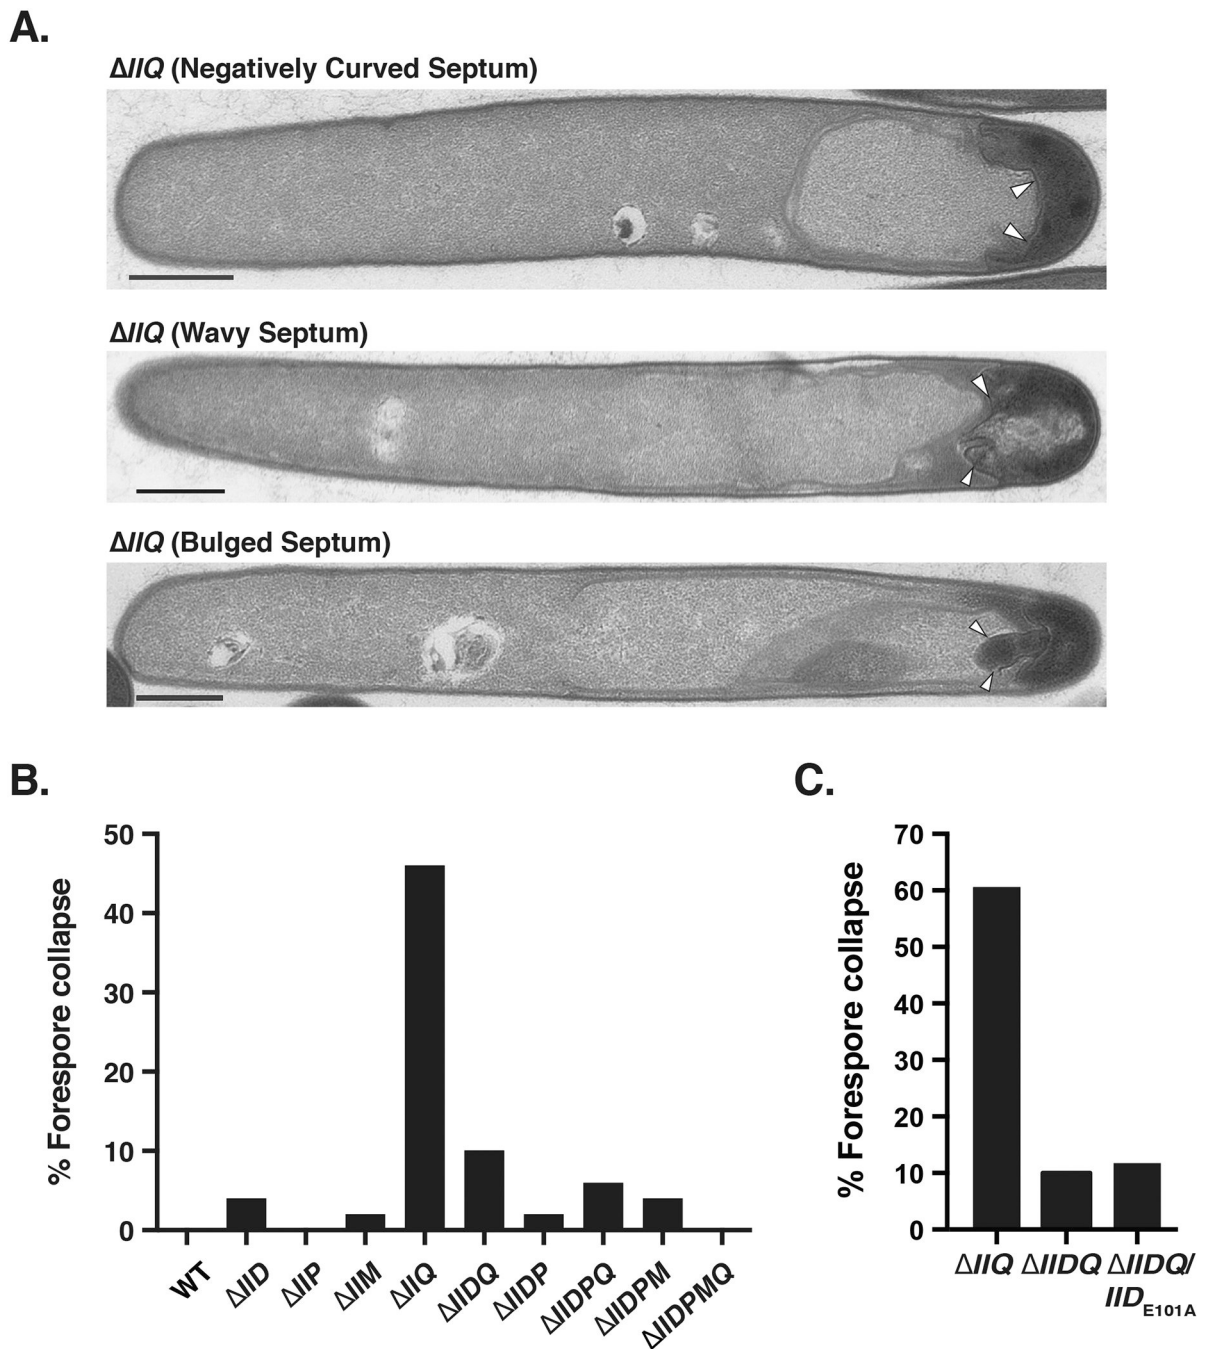 A.
ΔIIQ (Negatively Curved Septum)
ΔIIQ (Wavy Septum)
ΔIIQ (Bulged Septum)
B.
% Forespore collapse
50
40
30
20
10
0
WT
ΔIID
ΔIIP
ΔIIM
ΔIIQ
ΔIIDQ
ΔIIDP
ΔIIDPQ
ΔIIDPM
ΔIIDPMQ
C.
% Forespore collapse
70
60
50
40
30
20
10
0
ΔIIQ
ΔIIDQ
ΔIIDQ/
IID E101A